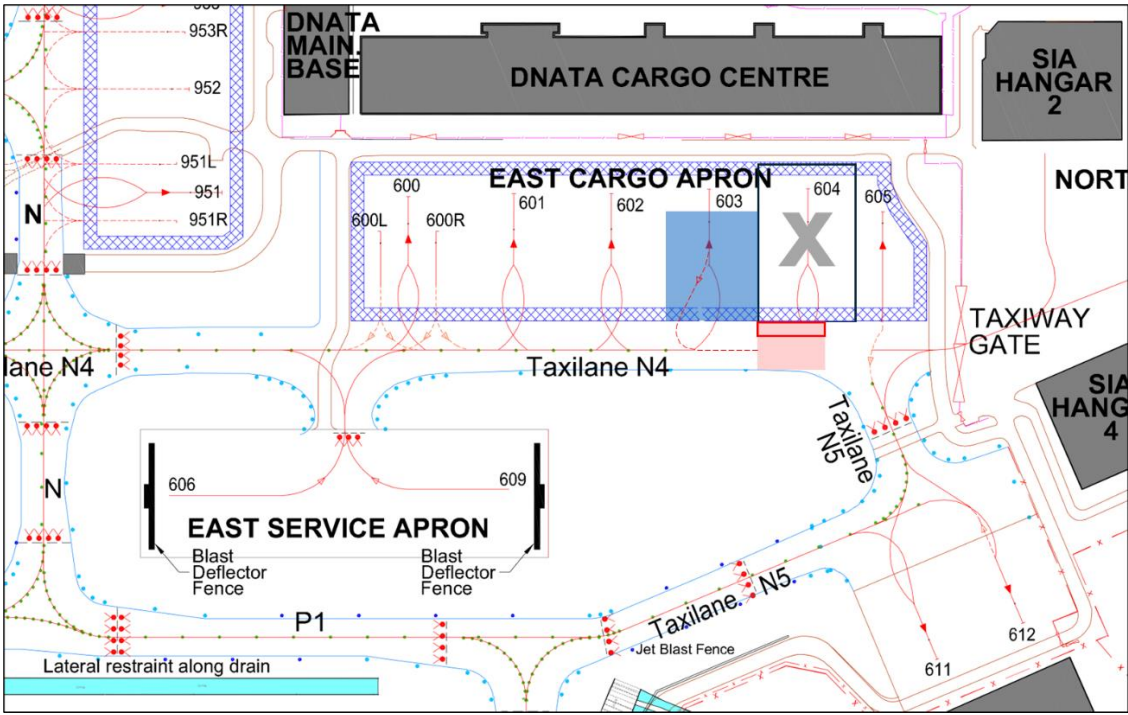 953R
952
951L
951
951R
N
DNATA
MAIN.
BASE
DNATA CARGO CENTRE
SIA
HANGAR
2
NORT
EAST CARGO APRON
600
600L
600R
601
602
603
604
605
X
TAXIWAY
GATE
lane N4
Taxilane N4
Taxilane
N5
SIA
HANG
4
N
606
609
EAST SERVICE APRON
Blast
Deflector
Fence
Blast
Deflector
Fence
P1
Taxilane N5
Jet Blast Fence
Lateral restraint along drain
611
612